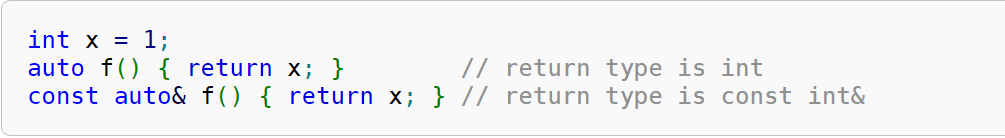 int x = 1;
auto f() { return x; }        // return type is int
const auto& f() { return x; } // return type is const int&